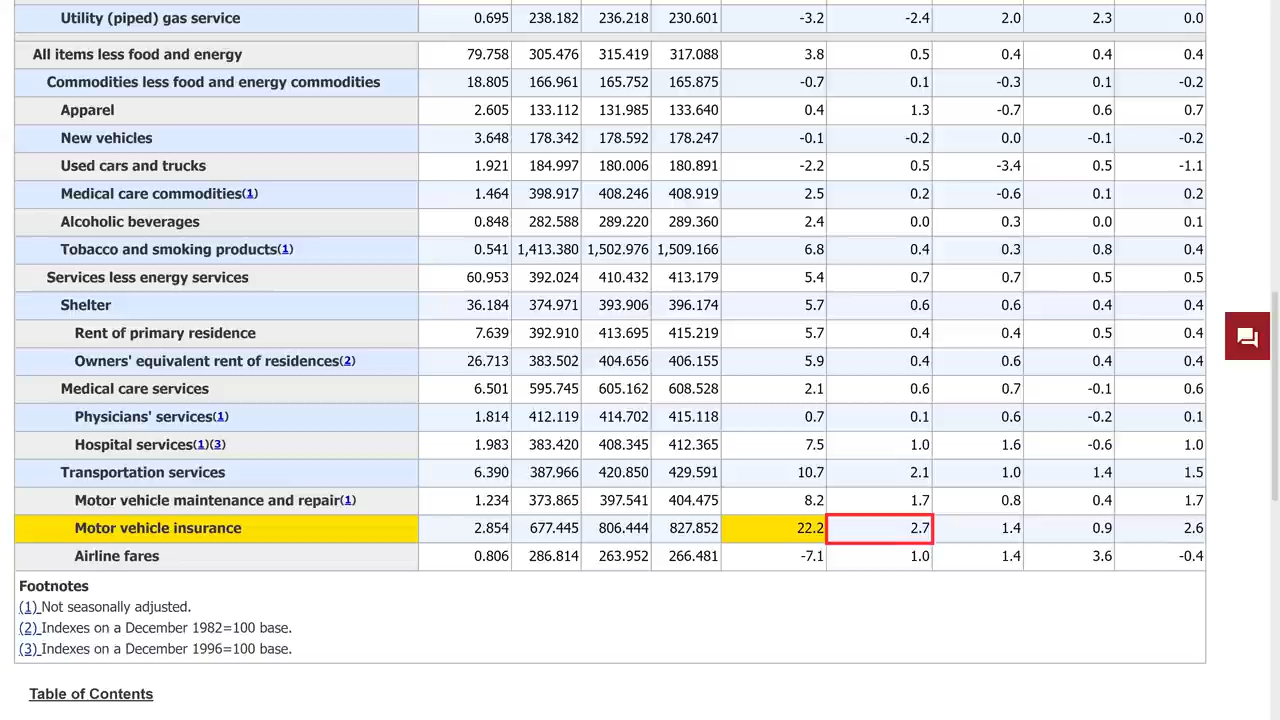 Utility (piped) gas service 0.695 238.182 236.218 230.601 -3.2 -2.4 2.0 2.3 0.0
All items less food and energy 79.758 305.476 315.419 317.088 3.8 0.5 0.4 0.4 0.4
Commodities less food and energy commodities 18.805 166.961 165.752 165.875 -0.7 0.1 -0.3 0.1 -0.2
Apparel 2.605 133.112 131.985 133.640 0.4 1.3 -0.7 0.6 0.7
New vehicles 3.648 178.342 178.592 178.247 -0.1 -0.2 0.0 -0.1 -0.2
Used cars and trucks 1.921 184.997 180.006 180.891 -2.2 0.5 -3.4 0.5 -1.1
Medical care commodities(1) 1.464 398.917 408.246 408.919 2.5 0.2 -0.6 0.1 0.2
Alcoholic beverages 0.848 282.588 289.220 289.360 2.4 0.0 0.3 0.0 0.1
Tobacco and smoking products(1) 0.541 1,413.380 1,502.976 1,509.166 6.8 0.4 0.3 0.8 0.4
Services less energy services 60.953 392.024 410.432 413.179 5.4 0.7 0.7 0.5 0.5
Shelter 36.184 374.971 393.906 396.174 5.7 0.6 0.6 0.4 0.4
Rent of primary residence 7.639 392.910 413.695 415.219 5.7 0.4 0.4 0.5 0.4
Owners' equivalent rent of residences(2) 26.713 383.502 404.656 406.155 5.9 0.4 0.6 0.4 0.4
Medical care services 6.501 595.745 605.162 608.528 2.1 0.6 0.7 -0.1 0.6
Physicians' services(1) 1.814 412.119 414.702 415.118 0.7 0.1 0.6 -0.2 0.1
Hospital services(1)(3) 1.983 383.420 408.345 412.365 7.5 1.0 1.6 -0.6 1.0
Transportation services 6.390 387.966 420.850 429.591 10.7 2.1 1.0 1.4 1.5
Motor vehicle maintenance and repair(1) 1.234 373.865 397.541 404.475 8.2 1.7 0.8 0.4 1.7
Motor vehicle insurance 2.854 677.445 806.444 827.852 22.2 2.7 1.4 0.9 2.6
Airline fares 0.806 286.814 263.952 266.481 -7.1 1.0 1.4 3.6 -0.4
Footnotes
(1) Not seasonally adjusted.
(2) Indexes on a December 1982=100 base.
(3) Indexes on a December 1996=100 base.
Table of Contents